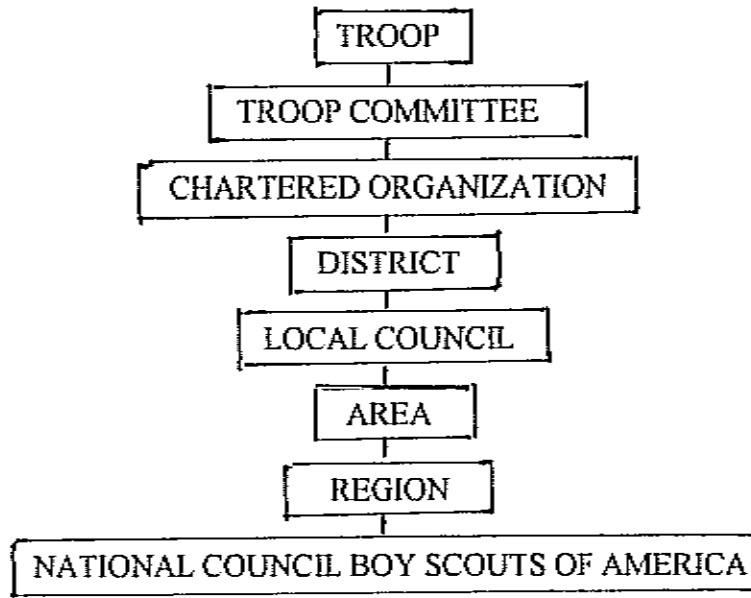 TROOP
TROOP COMMITTEE
CHARTERED ORGANIZATION
DISTRICT
LOCAL COUNCIL
AREA
REGION
NATIONAL COUNCIL BOY SCOUTS OF AMERICA